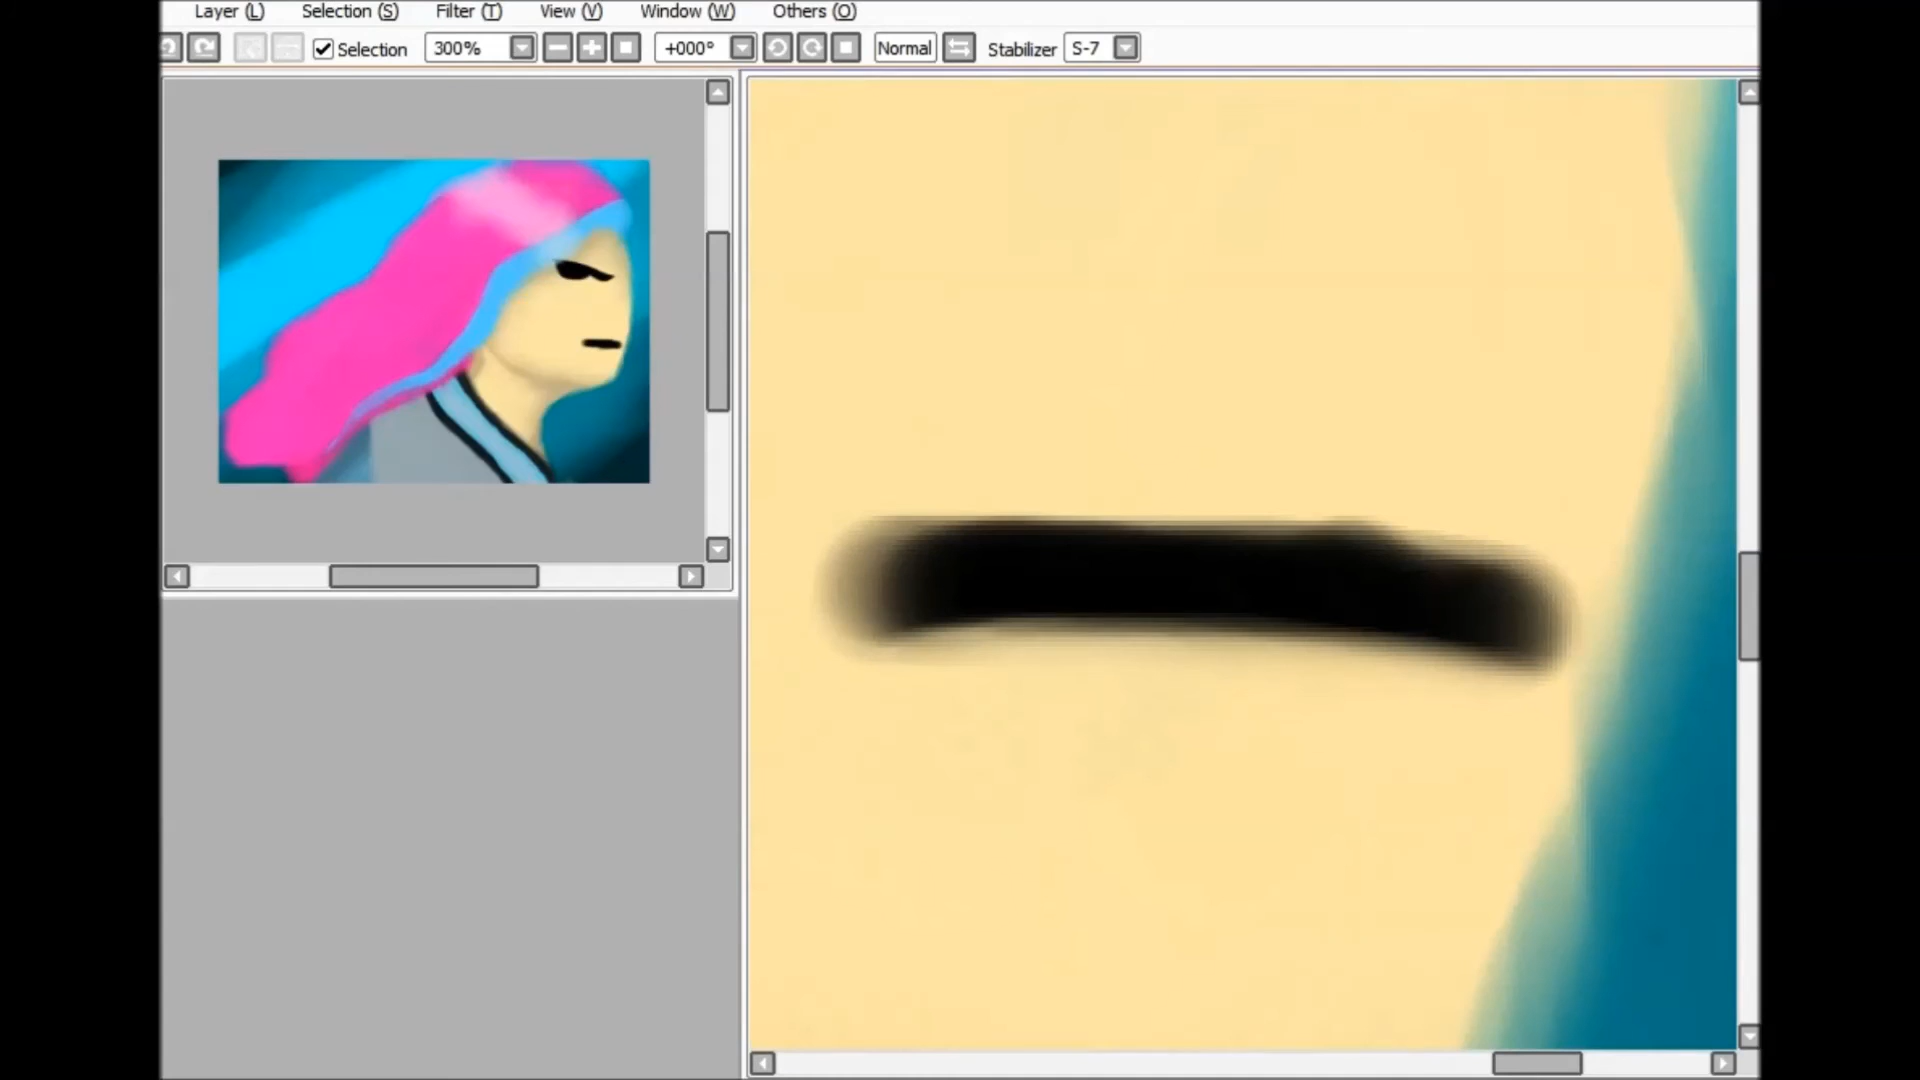 Layer (L) Selection (S) Filter (T) View (V) Window (W) Others (O)
Selection 300% +000° Normal Stabilizer S-7